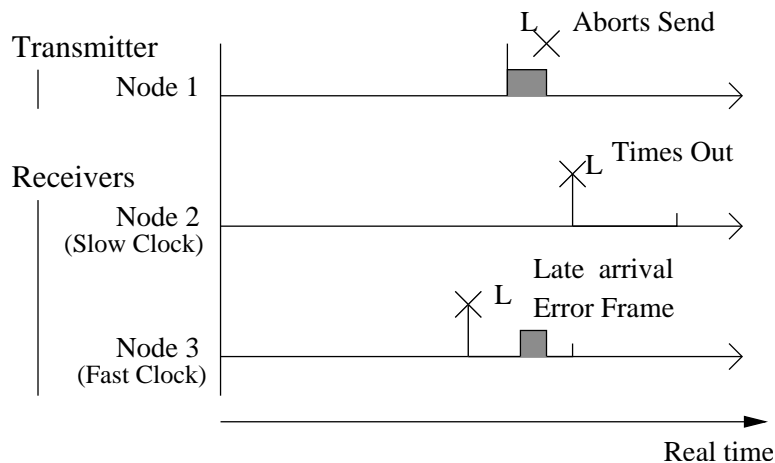 L Aborts Send
Transmitter
Node 1
L Times Out
Receivers
Node 2
(Slow Clock)
Late arrival
L
Error Frame
Node 3
(Fast Clock)
Real time